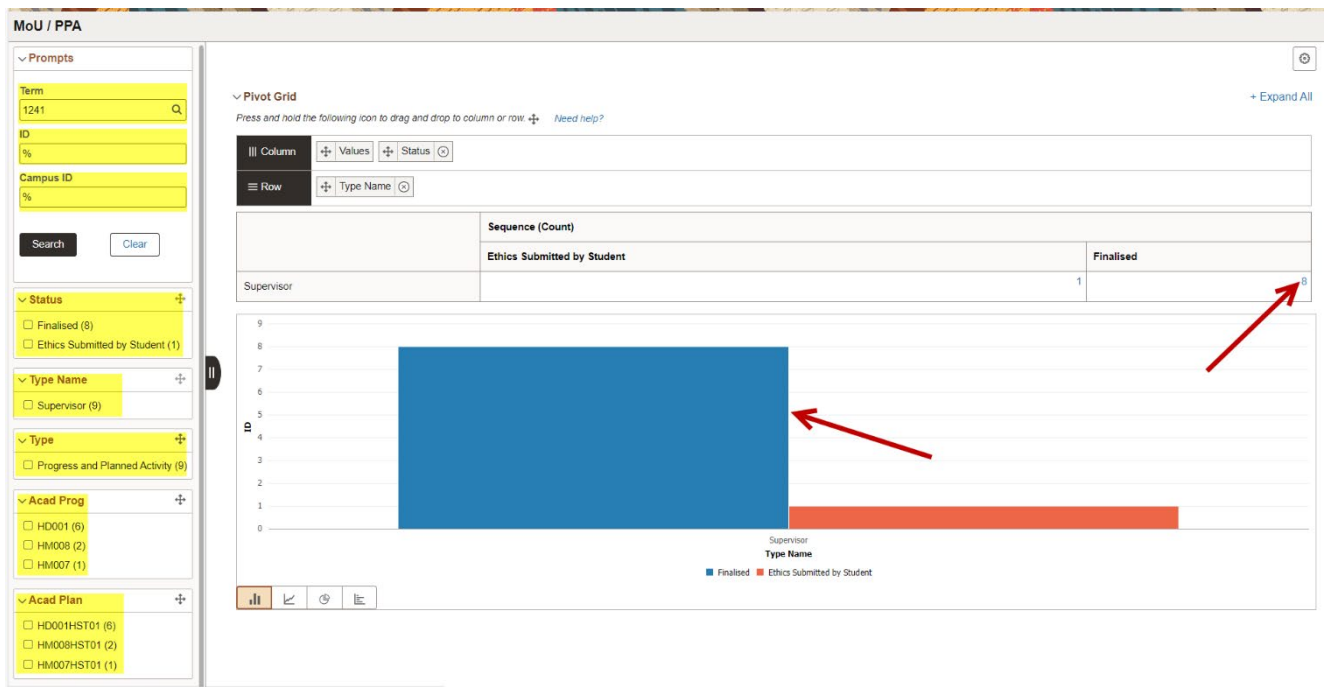 MoU / PPA
Prompts
Term
1241
ID
%
Campus ID
%
Search Clear
Status
Finalised (8)
Ethics Submitted by Student (1)
Type Name
Supervisor (9)
Type
Progress and Planned Activity (9)
Acad Prog
HD001 (6)
HM008 (2)
HM007 (1)
Acad Plan
HD001HST01 (6)
HM008HST01 (2)
HM007HST01 (1)
Pivot Grid
+ Expand All
Press and hold the following icon to drag and drop to column or row. Need help?
Column Values Status
Row Type Name
Sequence (Count)
Ethics Submitted by Student Finalised
Supervisor 1 8
9
8
7
6
5
4
3
2
1
0
ID
Supervisor
Type Name
Finalised Ethics Submitted by Student